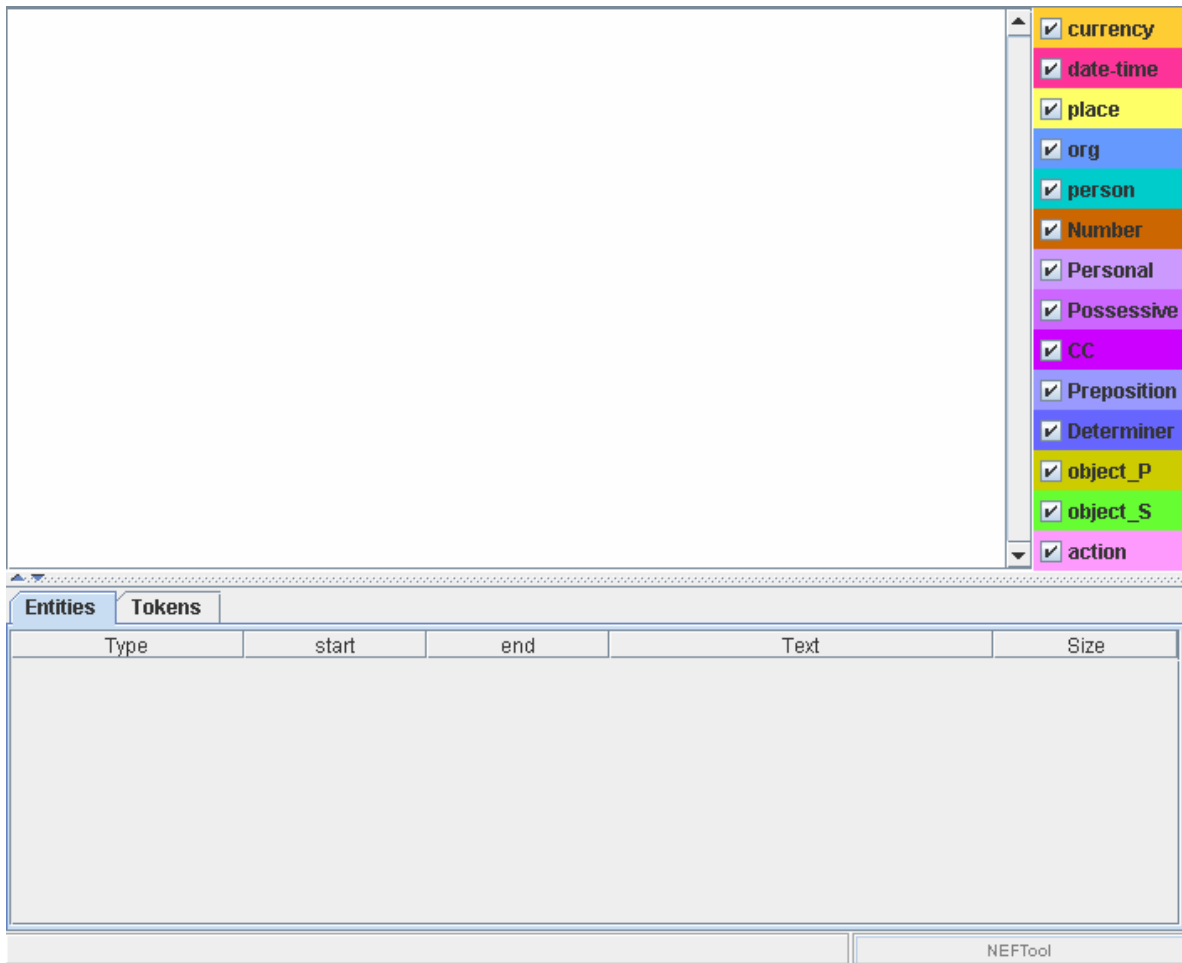 currency
date-time
place
org
person
Number
Personal
Possessive
CC
Preposition
Determiner
object_P
object_S
action
Entities Tokens
Type start end Text Size
NEFTool